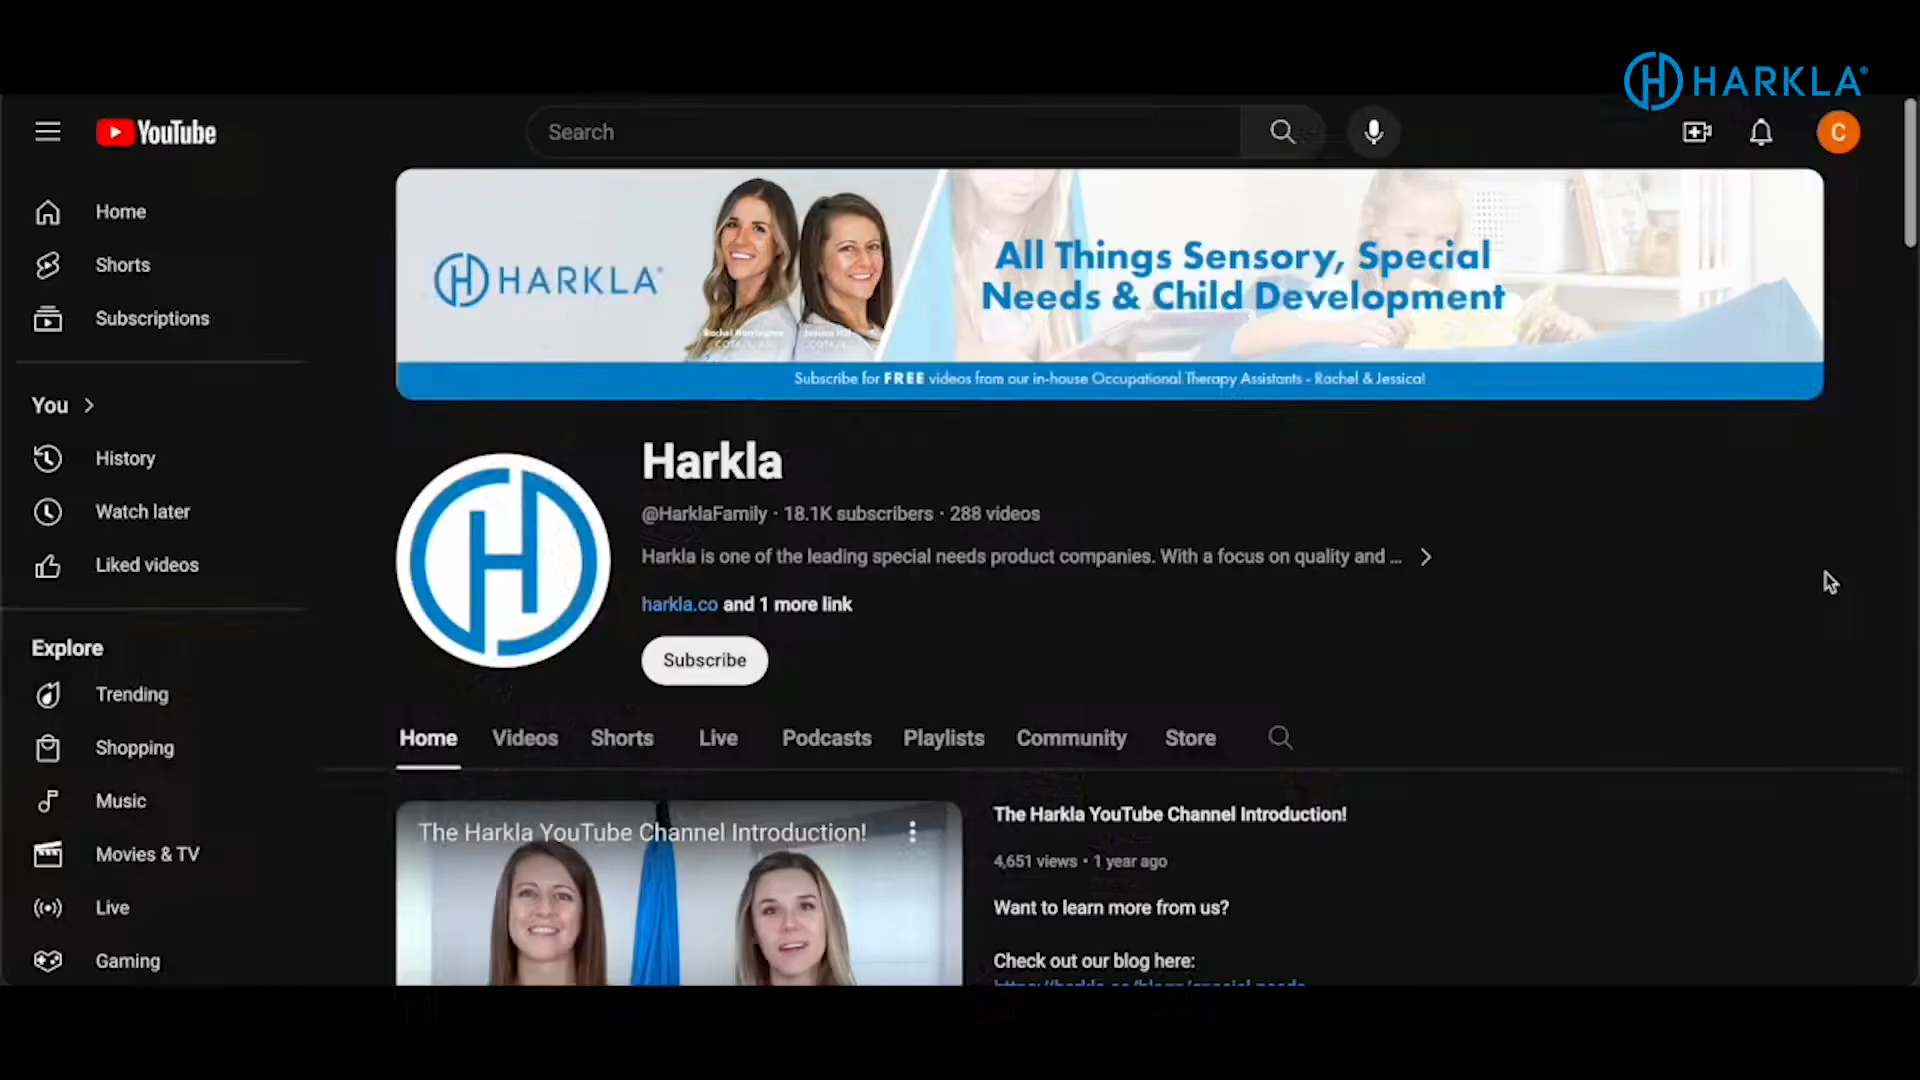 HARKLA®
YouTube
Search
C
Home
Shorts
Subscriptions
You
History
Watch later
Liked videos
Explore
Trending
Shopping
Music
Movies & TV
Live
Gaming
HARKLA®
All Things Sensory, Special
Needs & Child Development
Subscribe for FREE videos from our in-house Occupational Therapy Assistants - Rachel & Jessica!
Harkla
@HarklaFamily · 18.1K subscribers · 288 videos
Harkla is one of the leading special needs product companies. With a focus on quality and ...
harkla.co and 1 more link
Subscribe
Home Videos Shorts Live Podcasts Playlists Community Store
The Harkla YouTube Channel Introduction!
The Harkla YouTube Channel Introduction!
4,651 views • 1 year ago
Want to learn more from us?
Check out our blog here: